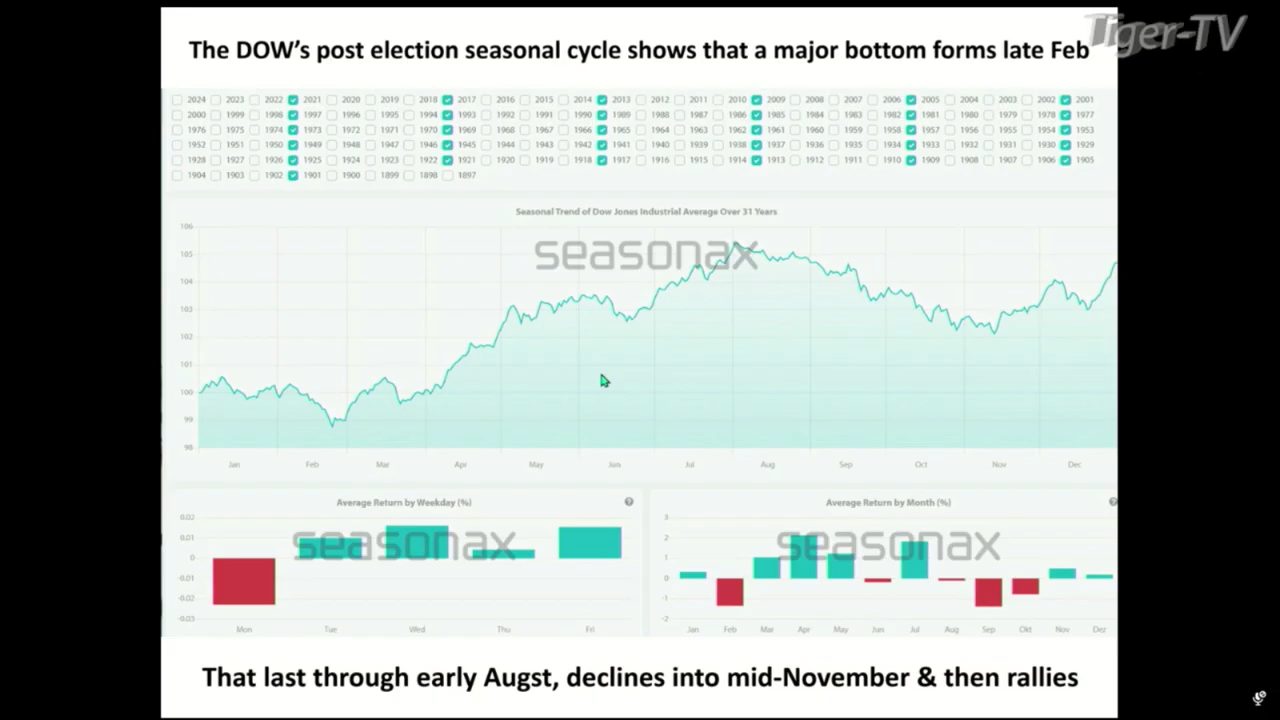 Tiger-TV
The DOW's post election seasonal cycle shows that a major bottom forms late Feb
2024 2023 2022 2021 2020 2019 2018 2017 2016 2015 2014 2013 2012 2011 2010 2009 2008 2007 2006 2005 2004 2003 2002 2001
2000 1999 1998 1997 1996 1995 1994 1993 1992 1991 1990 1989 1988 1987 1986 1985 1984 1983 1982 1981 1980 1979 1978 1977
1976 1975 1974 1973 1972 1971 1970 1969 1968 1967 1966 1965 1964 1963 1962 1961 1960 1959 1958 1957 1956 1955 1954 1953
1952 1951 1950 1949 1948 1947 1946 1945 1944 1943 1942 1941 1940 1939 1938 1937 1936 1935 1934 1933 1932 1931 1930 1929
1928 1927 1926 1925 1924 1923 1922 1921 1920 1919 1918 1917 1916 1915 1914 1913 1912 1911 1910 1909 1908 1907 1906 1905
1904 1903 1902 1901 1900 1899 1898 1897
Seasonal Trend of Dow Jones Industrial Average Over 31 Years
seasonax
106
105
104
103
102
101
100
99
98
Jan Feb Mar Apr May Jun Jul Aug Sep Oct Nov Dec
Average Return by Weekday (%)
seasonax
0.02
0.01
0
-0.01
-0.02
-0.03
Mon Tue Wed Thu Fri
Average Return by Month (%)
seasonax
3
2
1
0
-1
-2
Jan Feb Mar Apr May Jun Jul Aug Sep Okt Nov Dez
That last through early Augst, declines into mid-November & then rallies